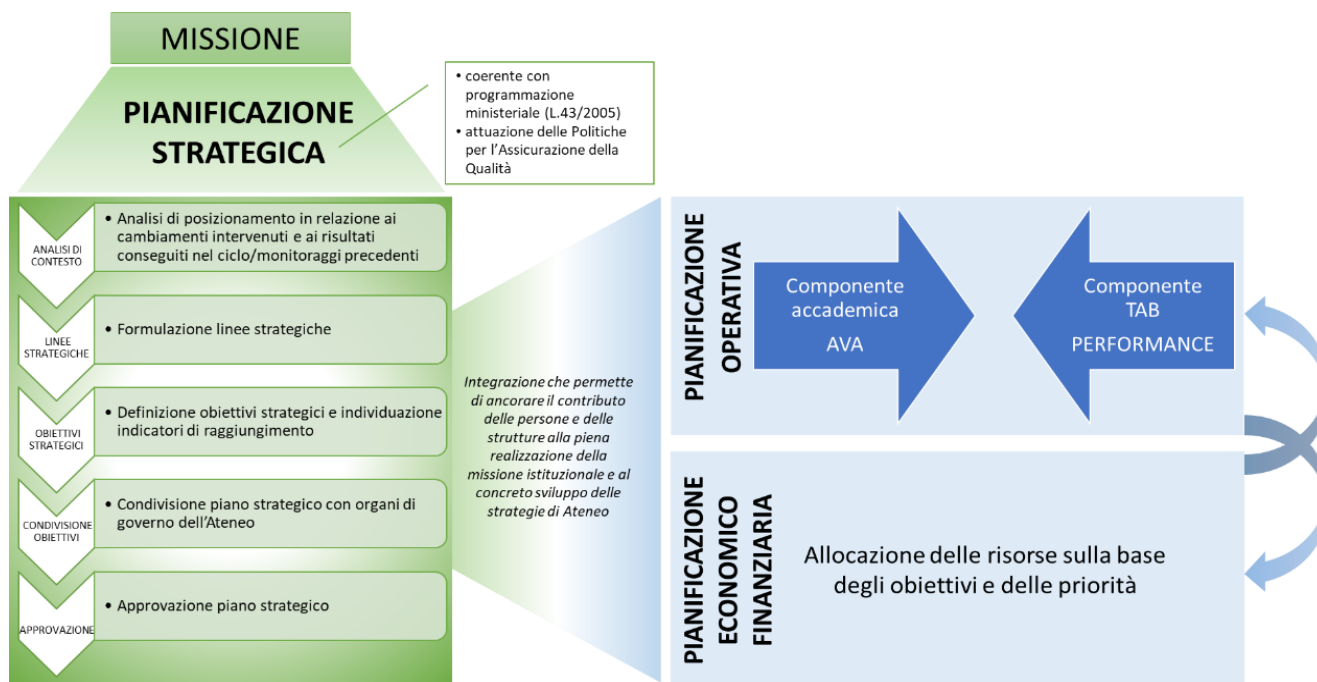 MISSIONE
PIANIFICAZIONE
STRATEGICA
• coerente con
programmazione
ministeriale (L.43/2005)
• attuazione delle Politiche
per l'Assicurazione della
Qualità
ANALISI DI
CONTESTO
• Analisi di posizionamento in relazione ai
cambiamenti intervenuti e ai risultati
conseguiti nel ciclo/monitoraggi precedenti
LINEE
STRATEGICHE
• Formulazione linee strategiche
OBIETTIVI
STRATEGICI
• Definizione obiettivi strategici e individuazione
indicatori di raggiungimento
CONDIVISIONE
OBIETTIVI
• Condivisione piano strategico con organi di
governo dell'Ateneo
APPROVAZIONE
• Approvazione piano strategico
Integrazione che permette
di ancorare il contributo
delle persone e delle
strutture alla piena
realizzazione della
missione istituzionale e al
concreto sviluppo delle
strategie di Ateneo
PIANIFICAZIONE
OPERATIVA
Componente
accademica
AVA
Componente
TAB
PERFORMANCE
PIANIFICAZIONE
ECONOMICO
FINANZIARIA
Allocazione delle risorse sulla base
degli obiettivi e delle priorità